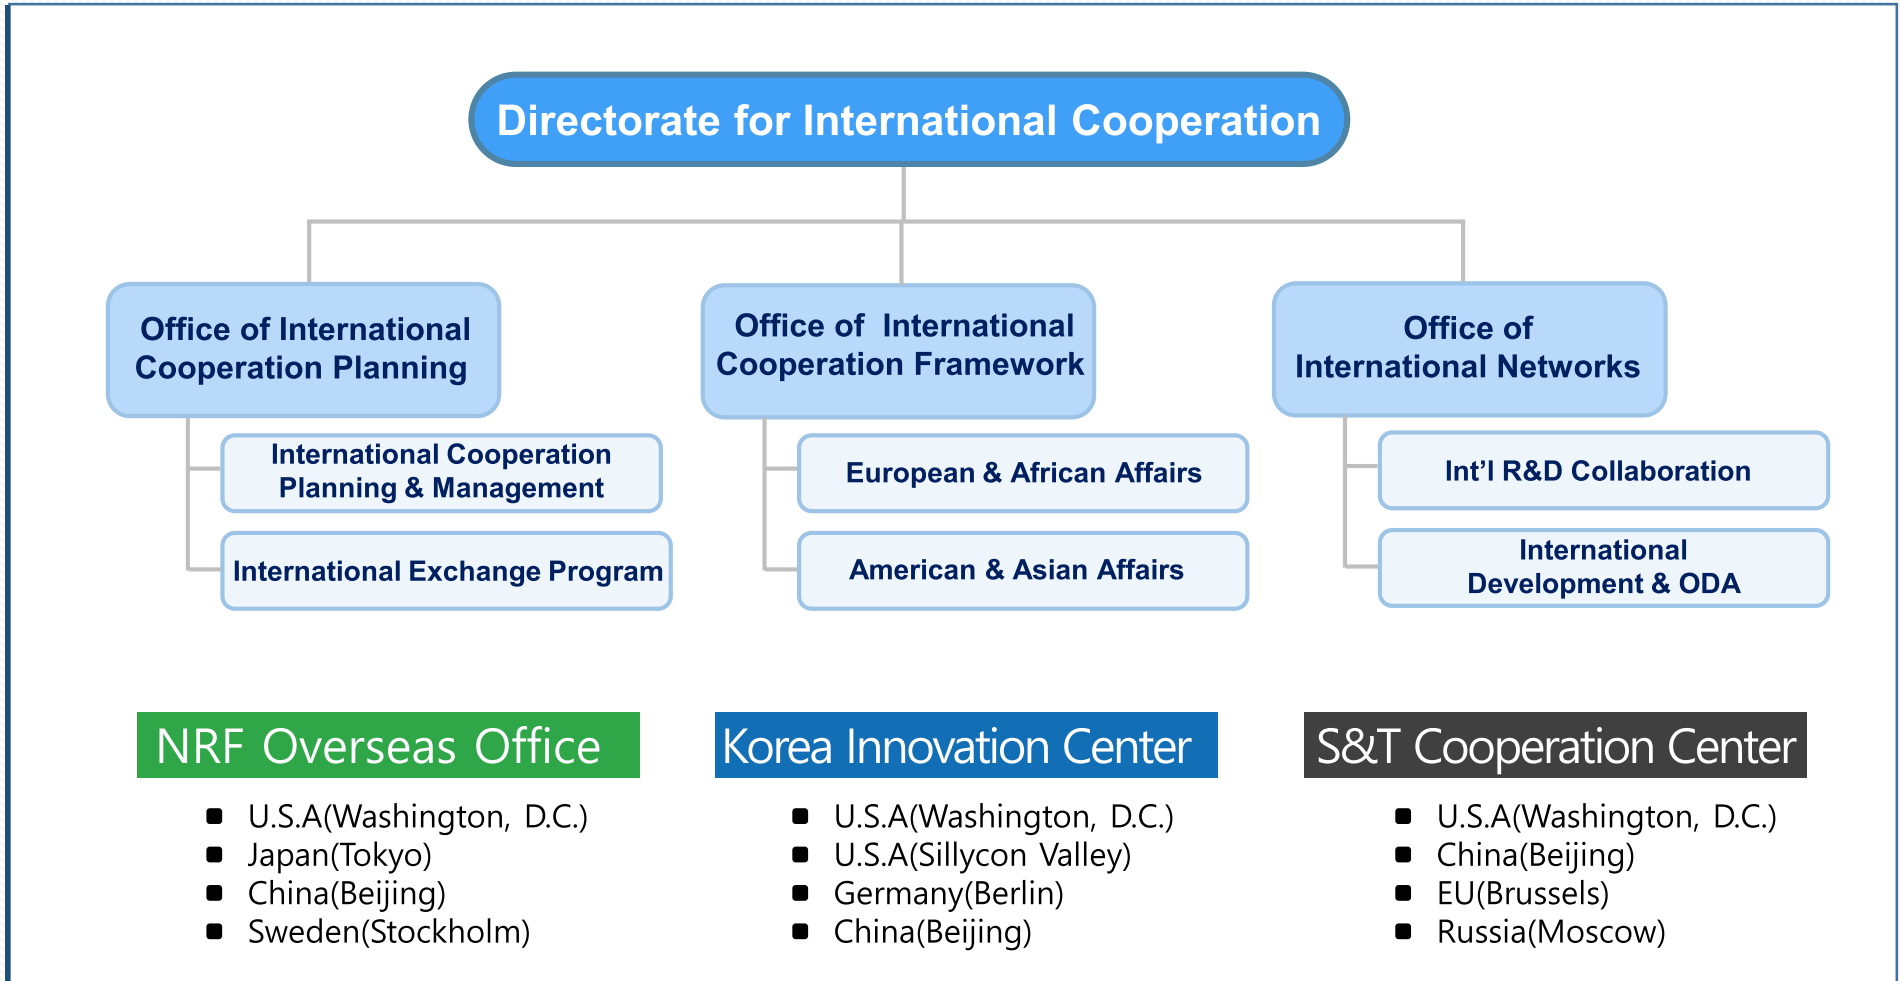 Directorate for International Cooperation
Office of International
Cooperation Planning
International Cooperation
Planning & Management
International Exchange Program
Office of  International
Cooperation Framework
European & African Affairs
American & Asian Affairs
Office of
International Networks
Int’l R&D Collaboration
International
Development & ODA
NRF Overseas Office
U.S.A(Washington, D.C.)
Japan(Tokyo)
China(Beijing)
Sweden(Stockholm)
Korea Innovation Center
U.S.A(Washington, D.C.)
U.S.A(Sillycon Valley)
Germany(Berlin)
China(Beijing)
S&T Cooperation Center
U.S.A(Washington, D.C.)
China(Beijing)
EU(Brussels)
Russia(Moscow)